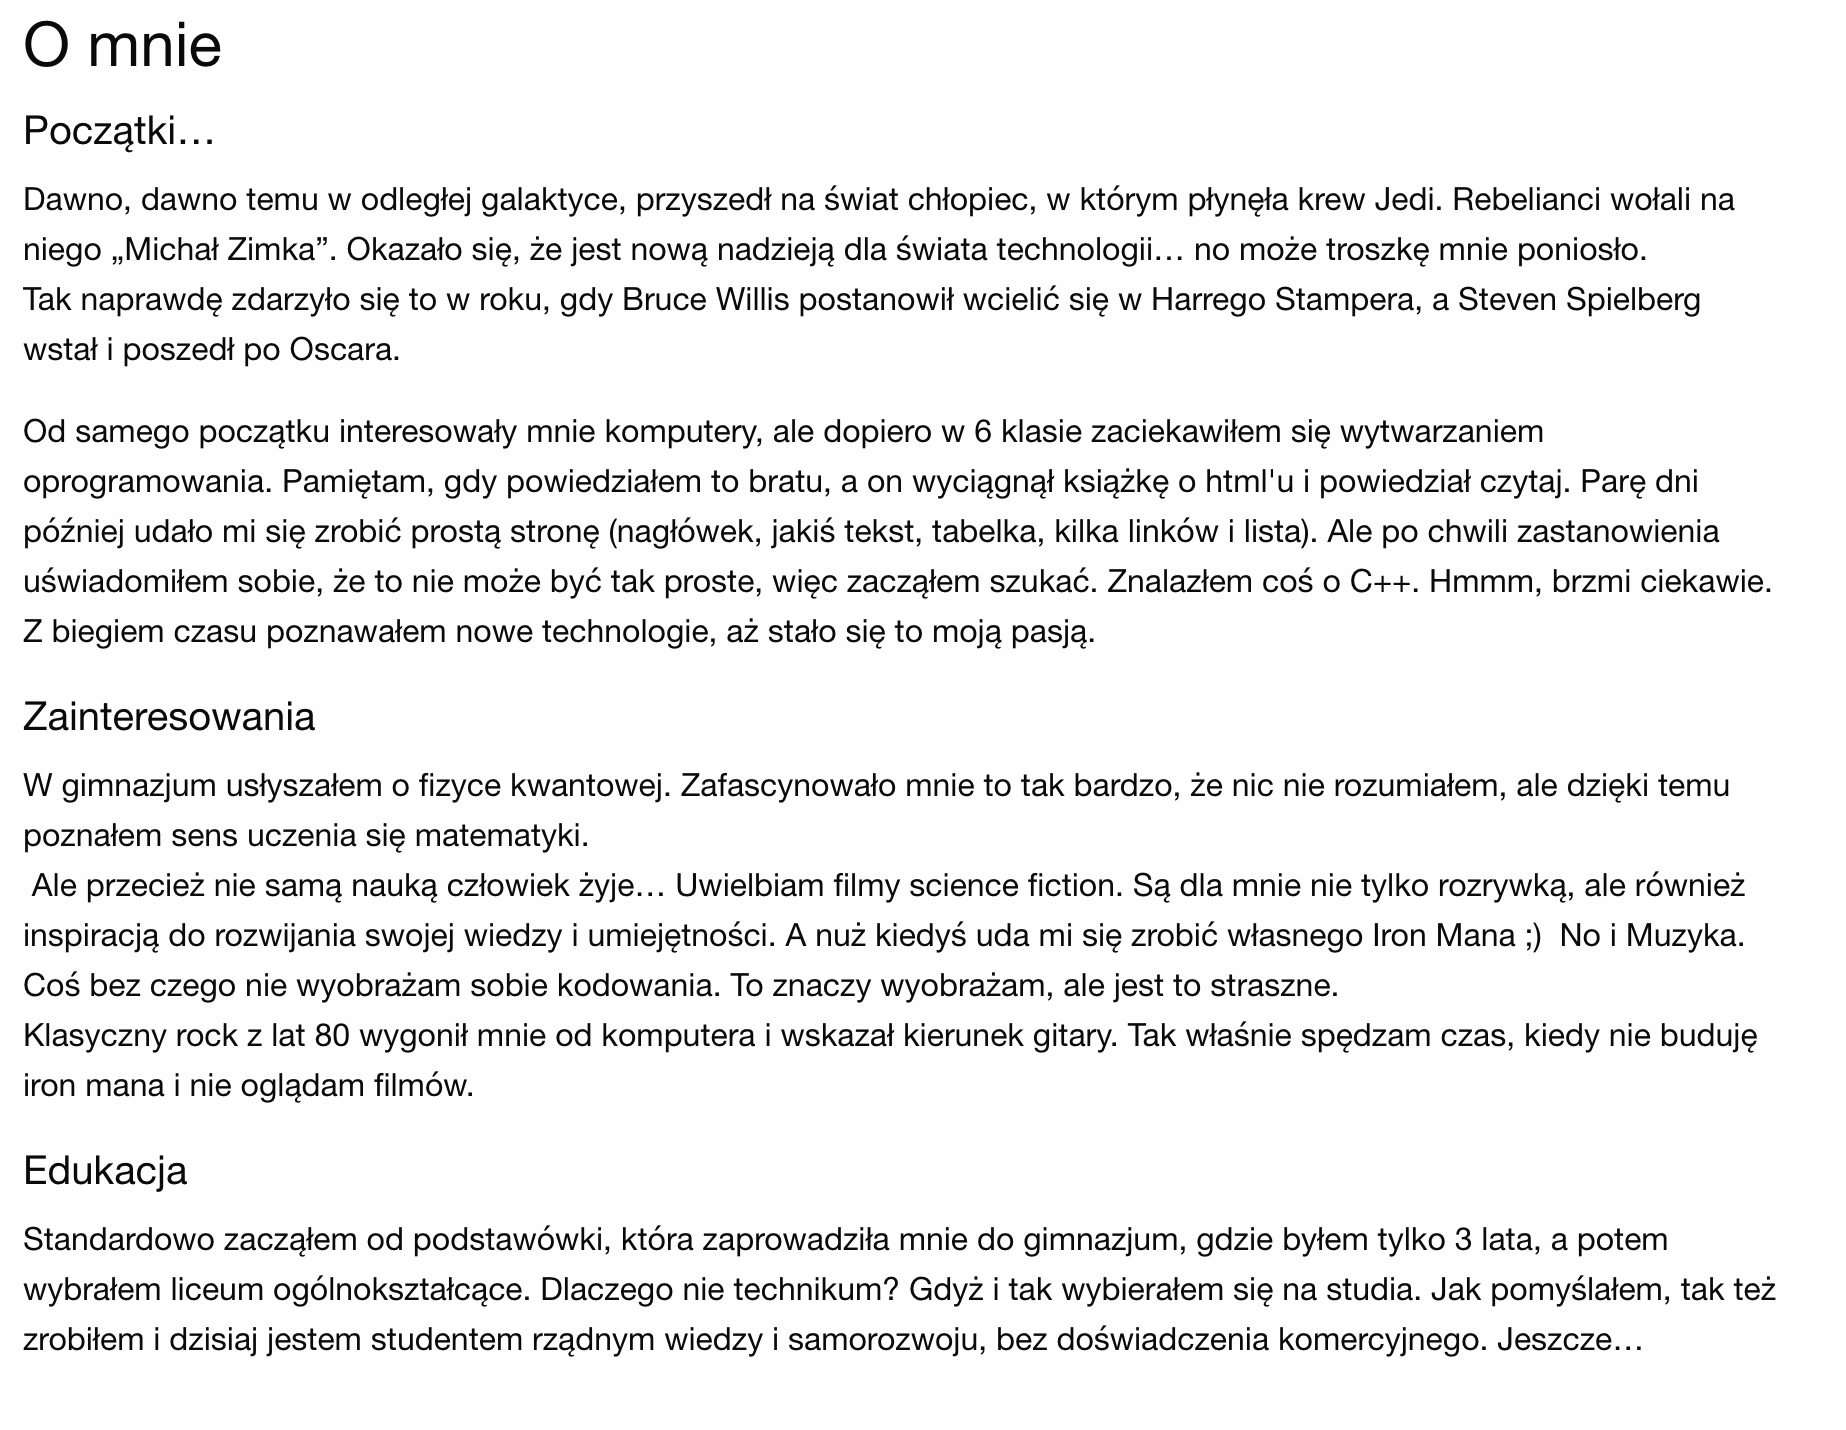 O mnie
Początki…
Dawno, dawno temu w odległej galaktyce, przyszedł na świat chłopiec, w którym płynęła krew Jedi. Rebelianci wołali na
niego „Michał Zimka”. Okazało się, że jest nową nadzieją dla świata technologii… no może troszkę mnie poniosło.
Tak naprawdę zdarzyło się to w roku, gdy Bruce Willis postanowił wcielić się w Harrego Stampera, a Steven Spielberg
wstał i poszedł po Oscara.
Od samego początku interesowały mnie komputery, ale dopiero w 6 klasie zaciekawiłem się wytwarzaniem
oprogramowania. Pamiętam, gdy powiedziałem to bratu, a on wyciągnął książkę o html'u i powiedział czytaj. Parę dni
później udało mi się zrobić prostą stronę (nagłówek, jakiś tekst, tabelka, kilka linków i lista). Ale po chwili zastanowienia
uświadomiłem sobie, że to nie może być tak proste, więc zacząłem szukać. Znalazłem coś o C++. Hmmm, brzmi ciekawie.
Z biegiem czasu poznawałem nowe technologie, aż stało się to moją pasją.
Zainteresowania
W gimnazjum usłyszałem o fizyce kwantowej. Zafascynowało mnie to tak bardzo, że nic nie rozumiałem, ale dzięki temu
poznałem sens uczenia się matematyki.
Ale przecież nie samą nauką człowiek żyje… Uwielbiam filmy science fiction. Są dla mnie nie tylko rozrywką, ale również
inspiracją do rozwijania swojej wiedzy i umiejętności. A nuż kiedyś uda mi się zrobić własnego Iron Mana ;)  No i Muzyka.
Coś bez czego nie wyobrażam sobie kodowania. To znaczy wyobrażam, ale jest to straszne.
Klasyczny rock z lat 80 wygonił mnie od komputera i wskazał kierunek gitary. Tak właśnie spędzam czas, kiedy nie buduję
iron mana i nie oglądam filmów.
Edukacja
Standardowo zacząłem od podstawówki, która zaprowadziła mnie do gimnazjum, gdzie byłem tylko 3 lata, a potem
wybrałem liceum ogólnokształcące. Dlaczego nie technikum? Gdyż i tak wybierałem się na studia. Jak pomyślałem, tak też
zrobiłem i dzisiaj jestem studentem rządnym wiedzy i samorozwoju, bez doświadczenia komercyjnego. Jeszcze…